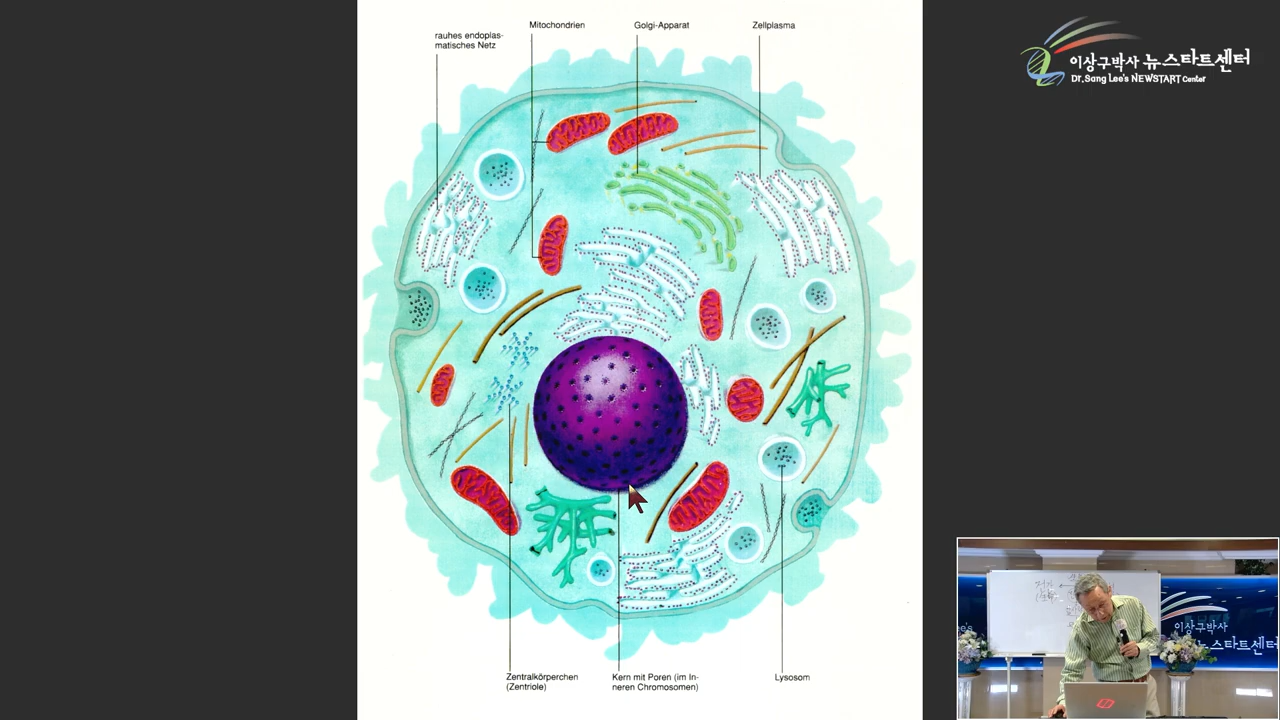 Mitochondrien
Golgi-Apparat
Zellplasma
rauhes endoplas-
matisches Netz
이상구박사 뉴스타트센터
Dr. Sang Lee's NEWSTART Center
Zentralkörperchen
(Zentriole)
Kern mit Poren (im In-
neren Chromosomen)
Lysosom
이상구박사
뉴스타트센터